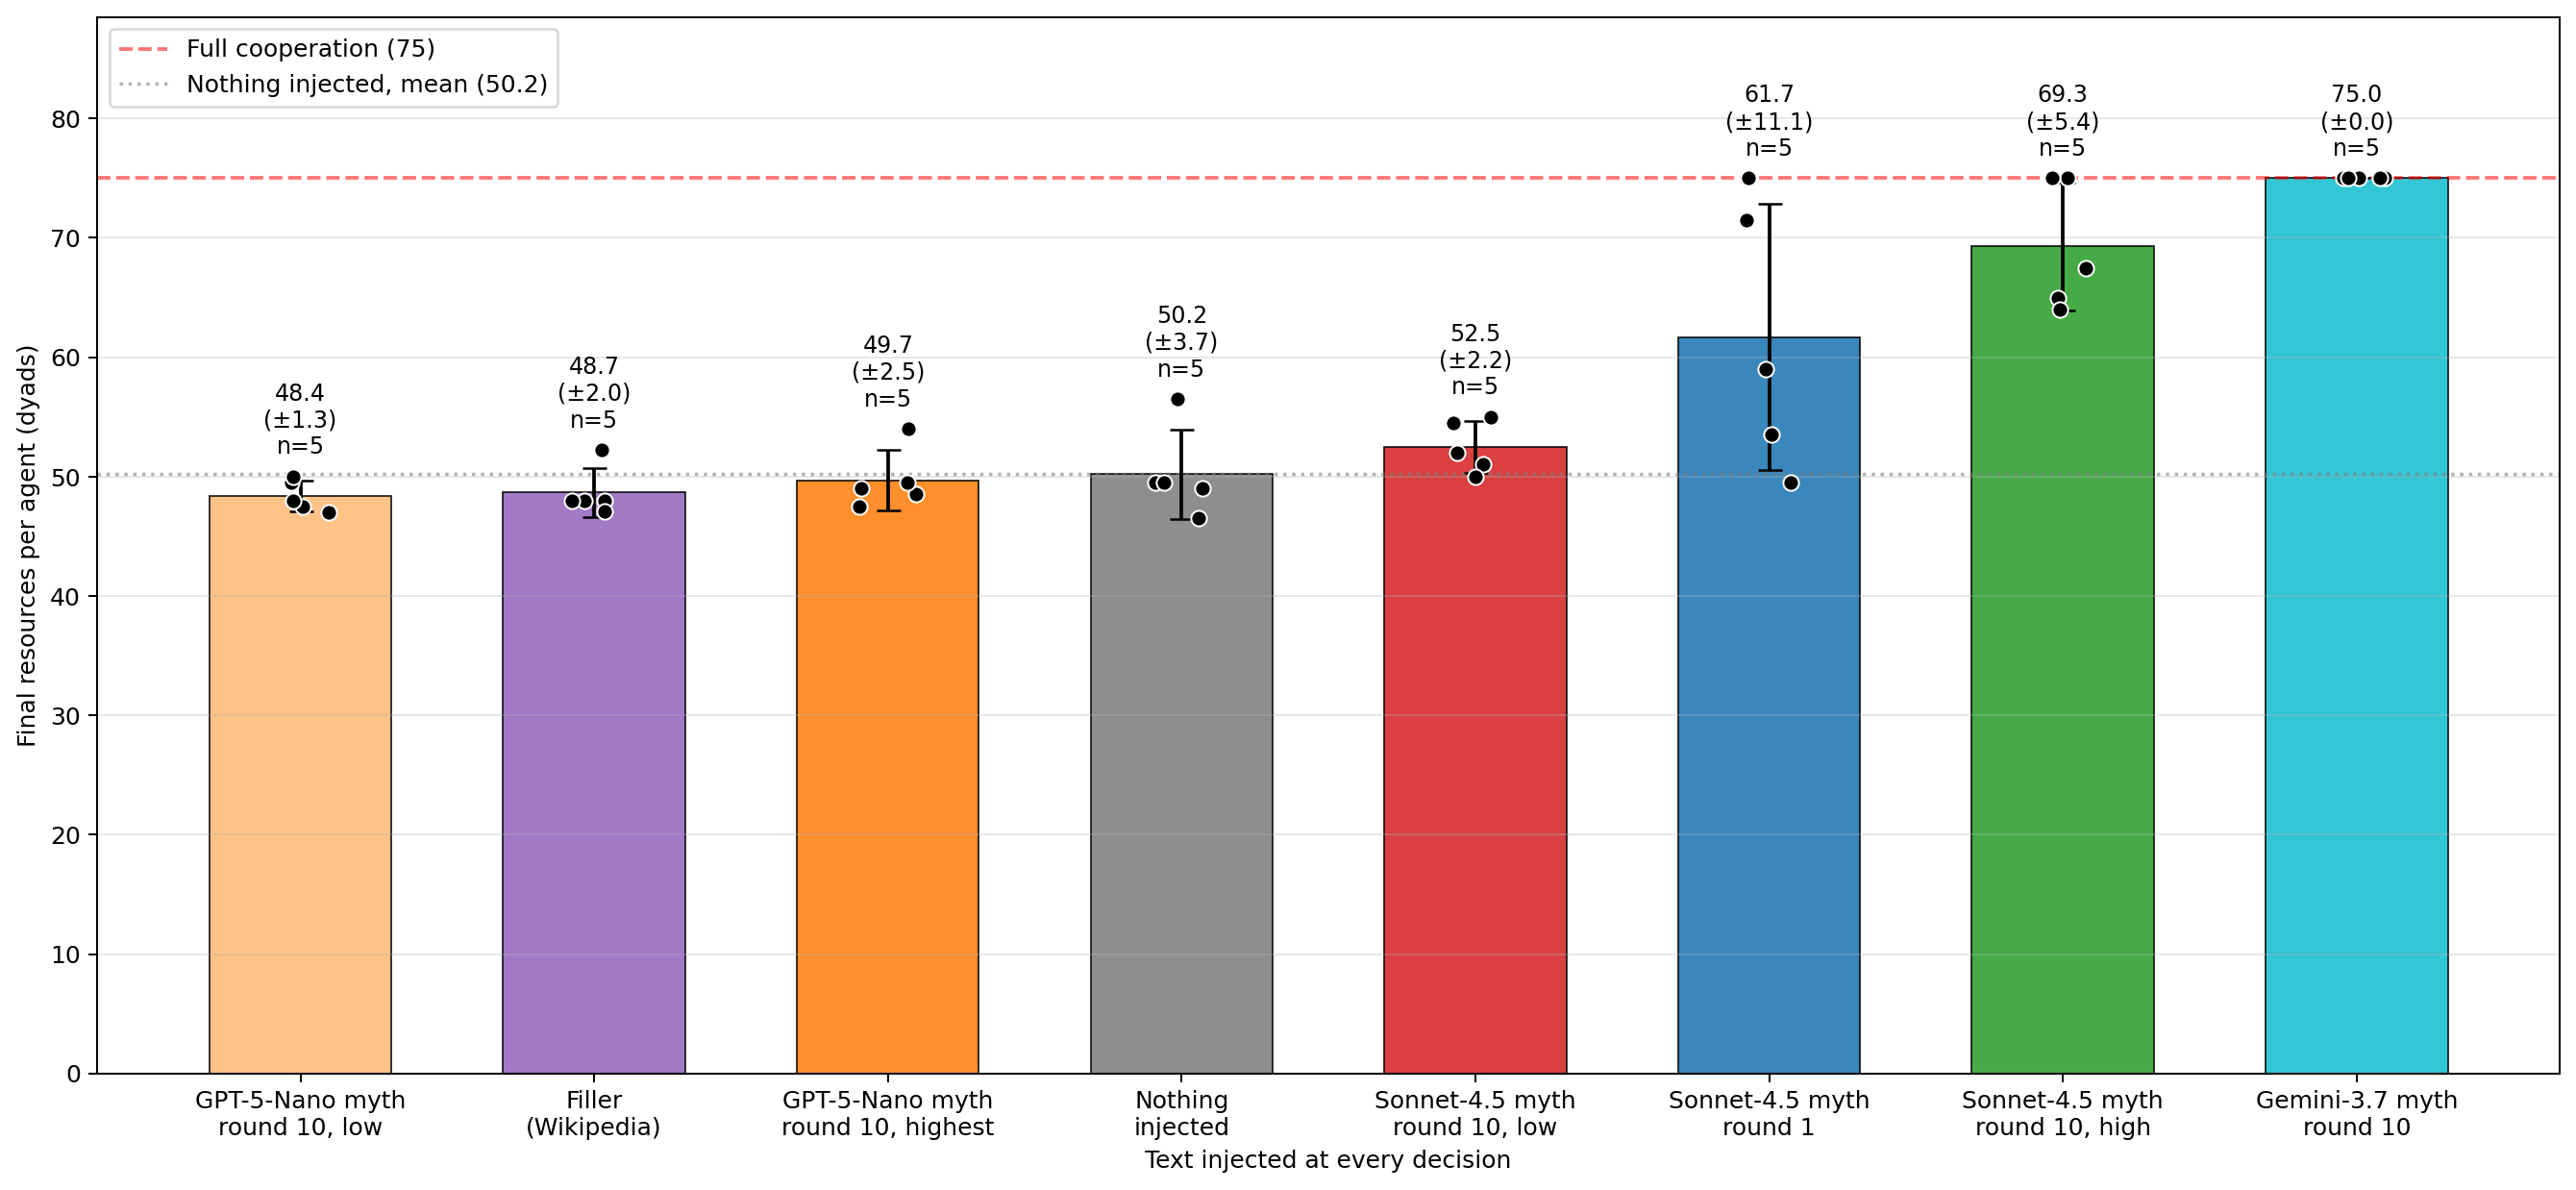 Full cooperation (75)
Nothing injected, mean (50.2)
Final resources per agent (dyads)
80
70
60
50
40
30
20
10
0
48.4
(±1.3)
n=5
48.7
(±2.0)
n=5
49.7
(±2.5)
n=5
50.2
(±3.7)
n=5
52.5
(±2.2)
n=5
61.7
(±11.1)
n=5
69.3
(±5.4)
n=5
75.0
(±0.0)
n=5
GPT-5-Nano myth
round 10, low
Filler
(Wikipedia)
GPT-5-Nano myth
round 10, highest
Nothing
injected
Sonnet-4.5 myth
round 10, low
Sonnet-4.5 myth
round 1
Sonnet-4.5 myth
round 10, high
Gemini-3.7 myth
round 10
Text injected at every decision